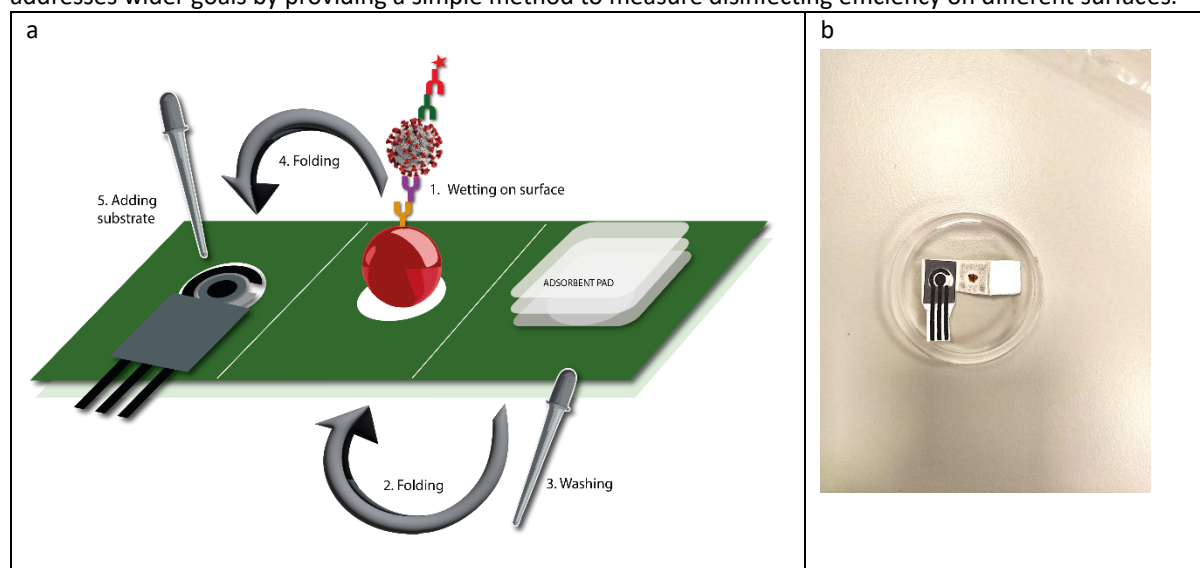 addresses wider goals by providing a simple method to measure disinfecting efficiency on different surfaces.
a
b
4. Folding
1. Wetting on surface
5. Adding
substrate
ADSORBENT PAD
2. Folding
3. Washing